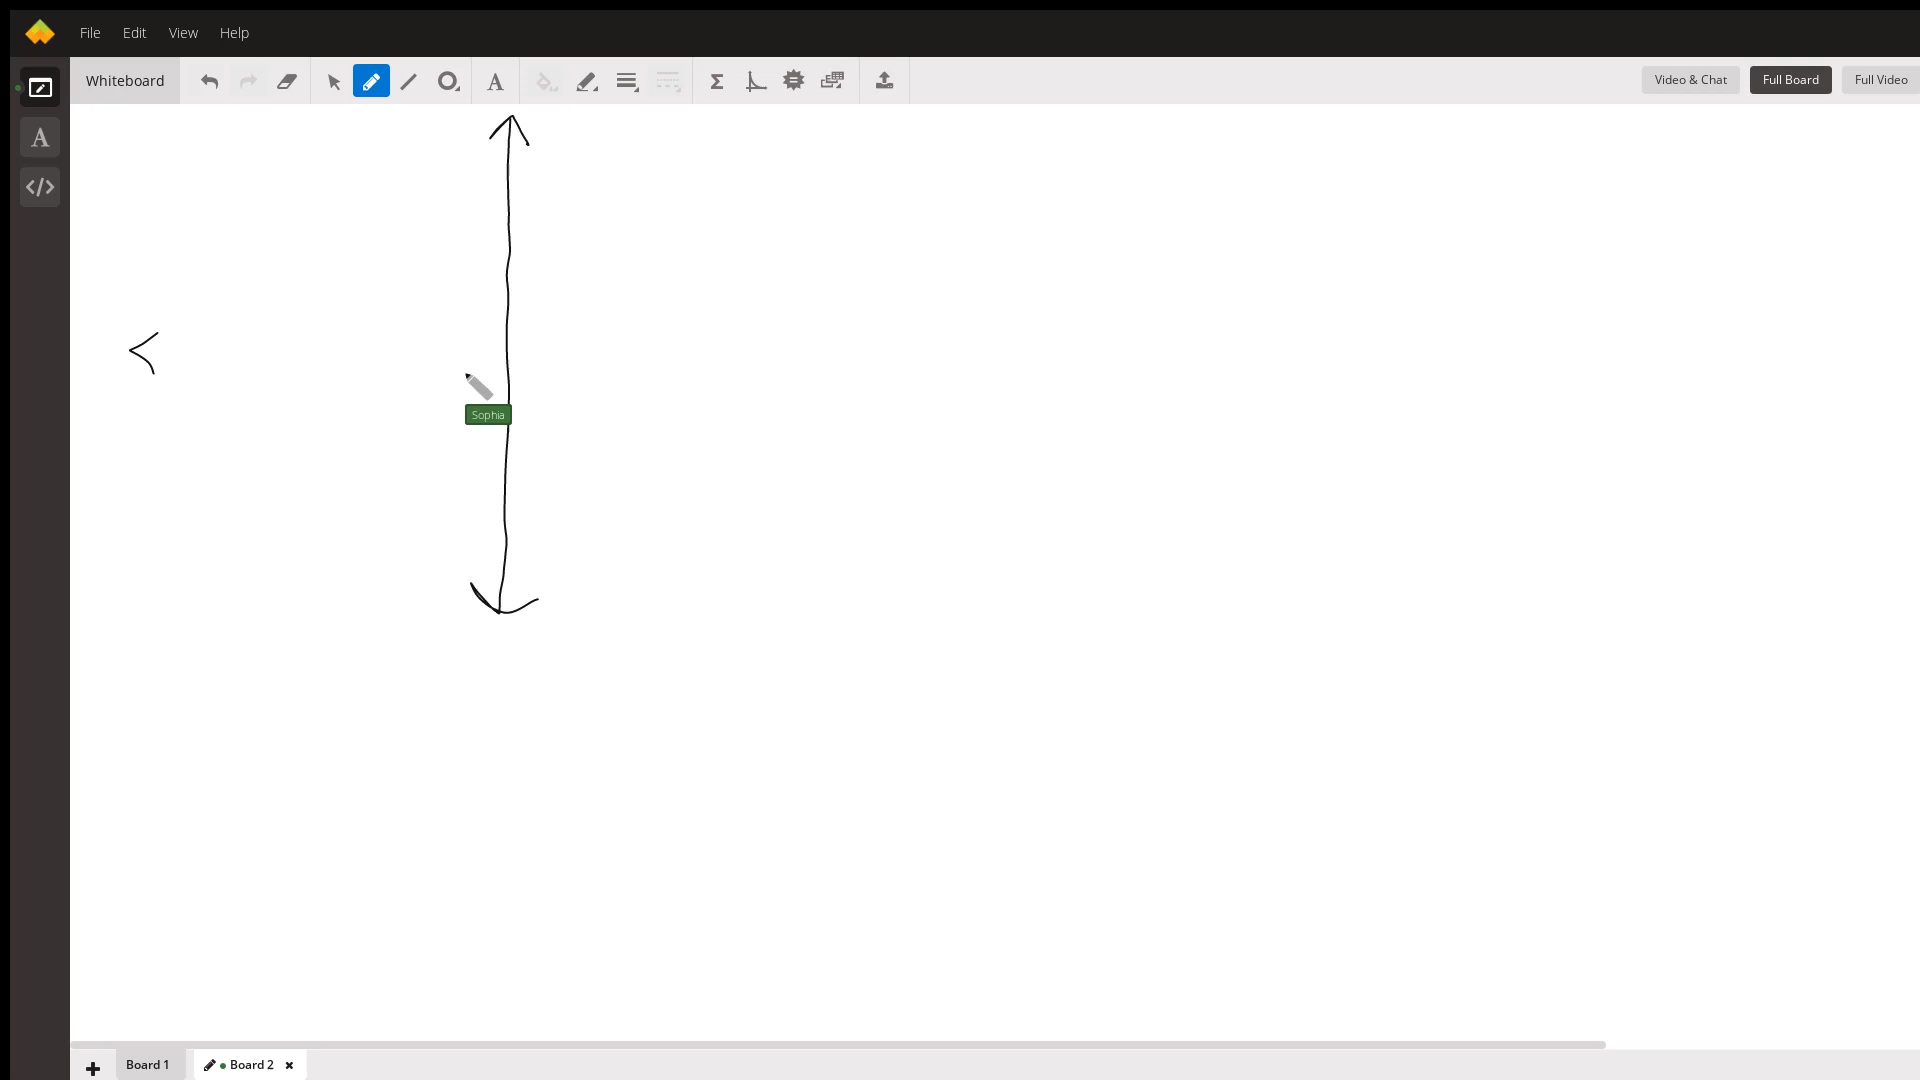 File Edit View Help
Whiteboard A Σ Video & Chat Full Board Full Video
A
</>
Sophia
Board 1 Board 2